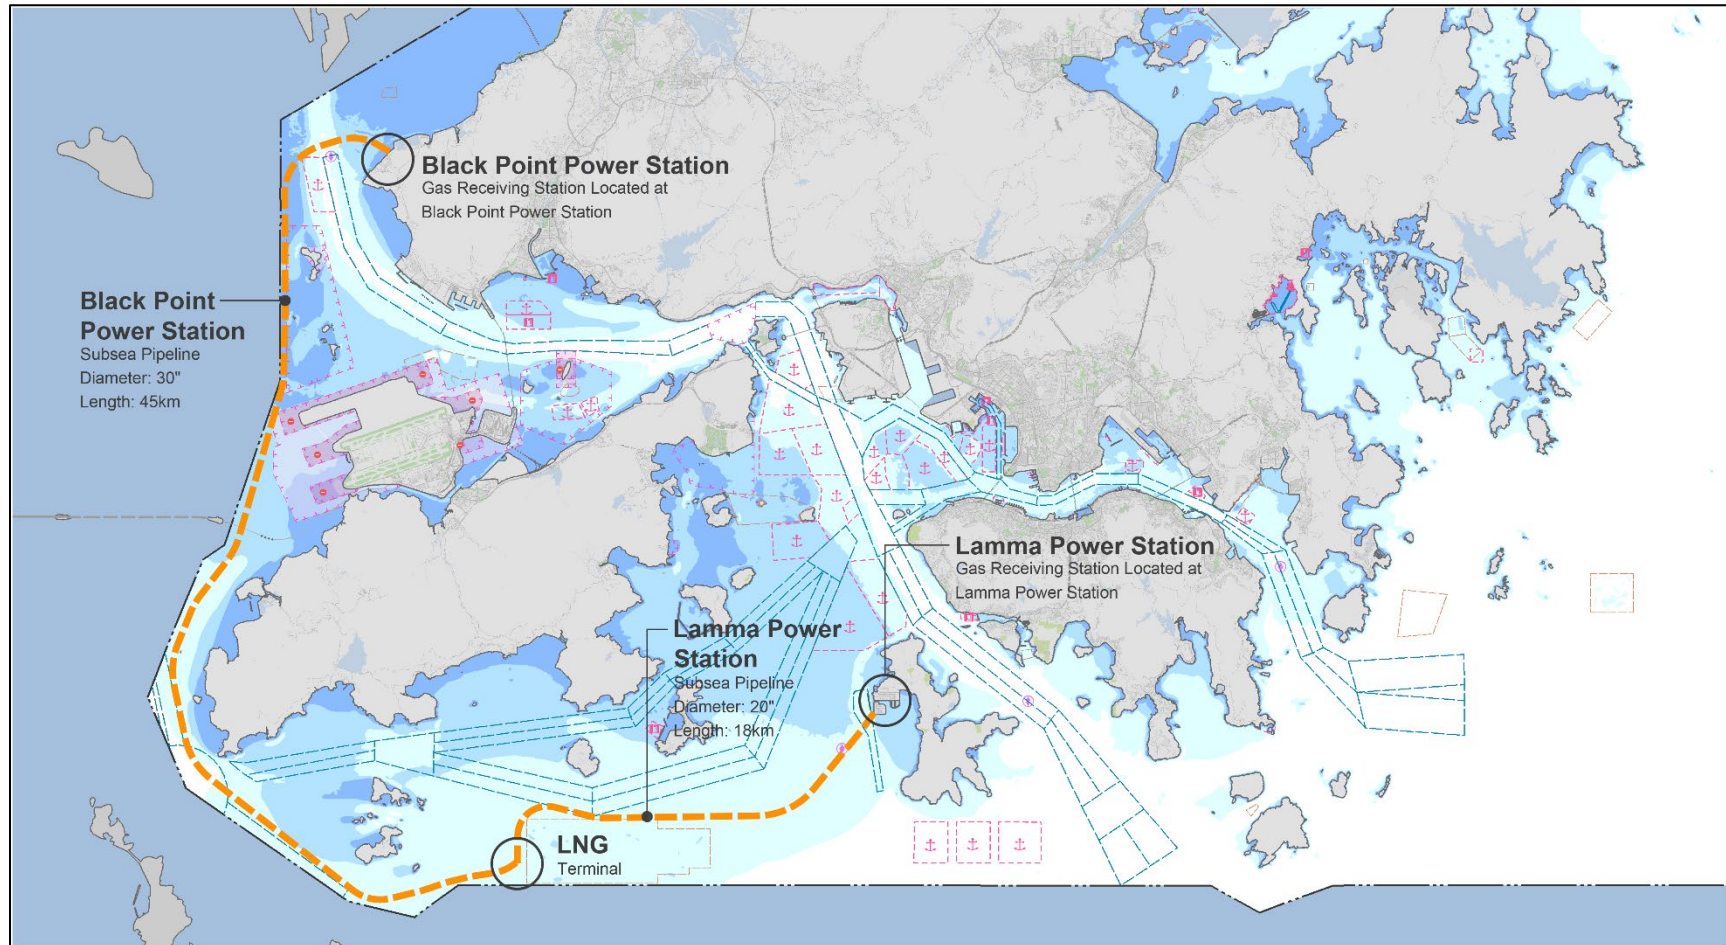 Black Point Power Station
Gas Receiving Station Located at
Black Point Power Station
Black Point
Power Station
Subsea Pipeline
Diameter: 30"
Length: 45km
Lamma Power Station
Gas Receiving Station Located at
Lamma Power Station
Lamma Power
Station
Subsea Pipeline
Diameter: 20"
Length: 18km
LNG
Terminal